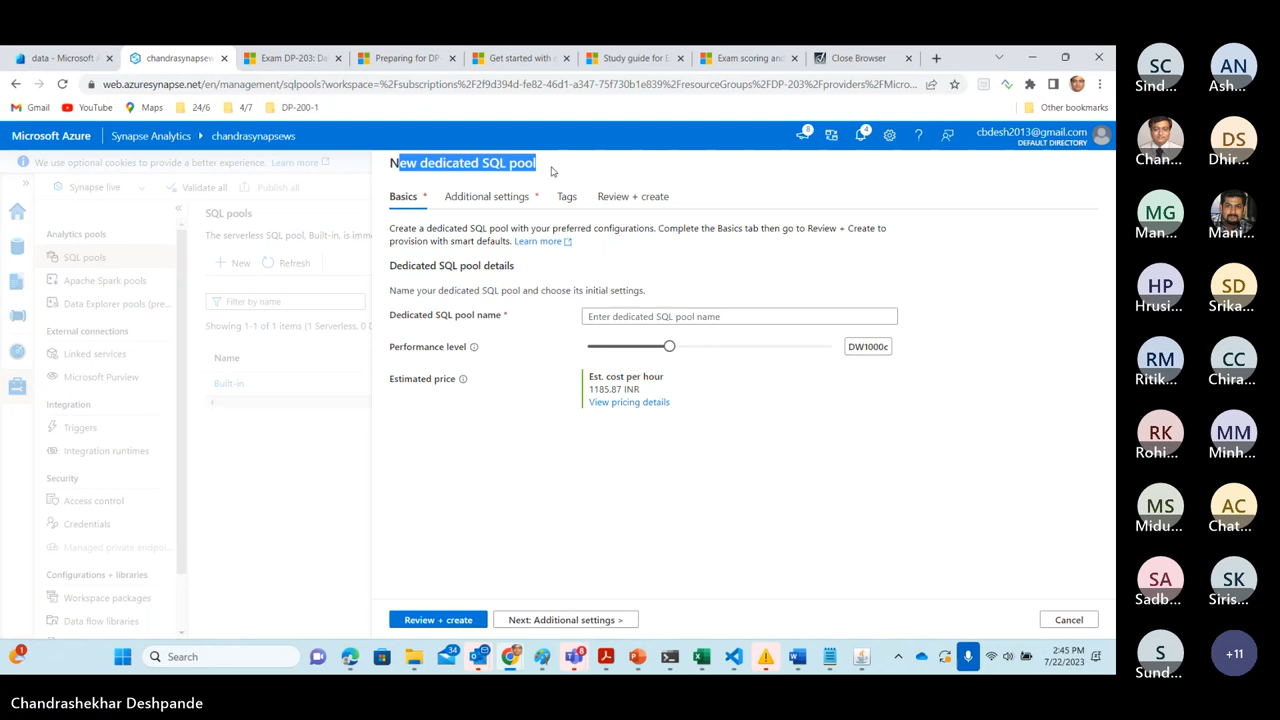 data - Microsoft A
chandrasynapsew
Exam DP-203: Da
Preparing for DP
Get started with
Study guide for E
Exam scoring an
Close Browser
web.azuresynapse.net/en/management/sqlpools?workspace=%2Fsubscriptions%2F2f9d394d-fe82-46d1-a347-75f730b1e839%2FresourceGroups%2FDP-203%2Fproviders%2FMicro...
Gmail
YouTube
Maps
24/6
4/7
DP-200-1
Other bookmarks
Microsoft Azure
Synapse Analytics
chandrasynapsews
8
4
cbdesh2013@gmail.com
DEFAULT DIRECTORY
We use optional cookies to provide a better experience. Learn more
Synapse live
Validate all
Publish all
Analytics pools
SQL pools
Apache Spark pools
Data Explorer pools (pre...
External connections
Linked services
Microsoft Purview
Integration
Triggers
Integration runtimes
Security
Access control
Credentials
Managed private endpoi...
Configurations + libraries
Workspace packages
Data flow libraries
SQL pools
The serverless SQL pool, Built-in, is imm
New
Refresh
Filter by name
Showing 1-1 of 1 items (1 Serverless, 0 D
Name
Built-in
New dedicated SQL pool
Basics *
Additional settings *
Tags
Review + create
Create a dedicated SQL pool with your preferred configurations. Complete the Basics tab then go to Review + Create to
provision with smart defaults. Learn more
Dedicated SQL pool details
Name your dedicated SQL pool and choose its initial settings.
Dedicated SQL pool name *
Enter dedicated SQL pool name
Performance level
DW1000c
Estimated price
Est. cost per hour
1185.87 INR
View pricing details
Review + create
Next: Additional settings >
Cancel
1
Search
34
8
2:45 PM
7/22/2023
SC
Sind...
AN
Ash...
Chan...
DS
Dhir...
MG
Man...
Mani...
HP
Hrusi...
SD
Srika...
RM
Ritik...
CC
Chira...
RK
Rohi...
MM
Minh...
MS
Midu...
AC
Chat...
SA
Sadb...
SK
Siris...
S
Sund...
+11
Chandrashekhar Deshpande